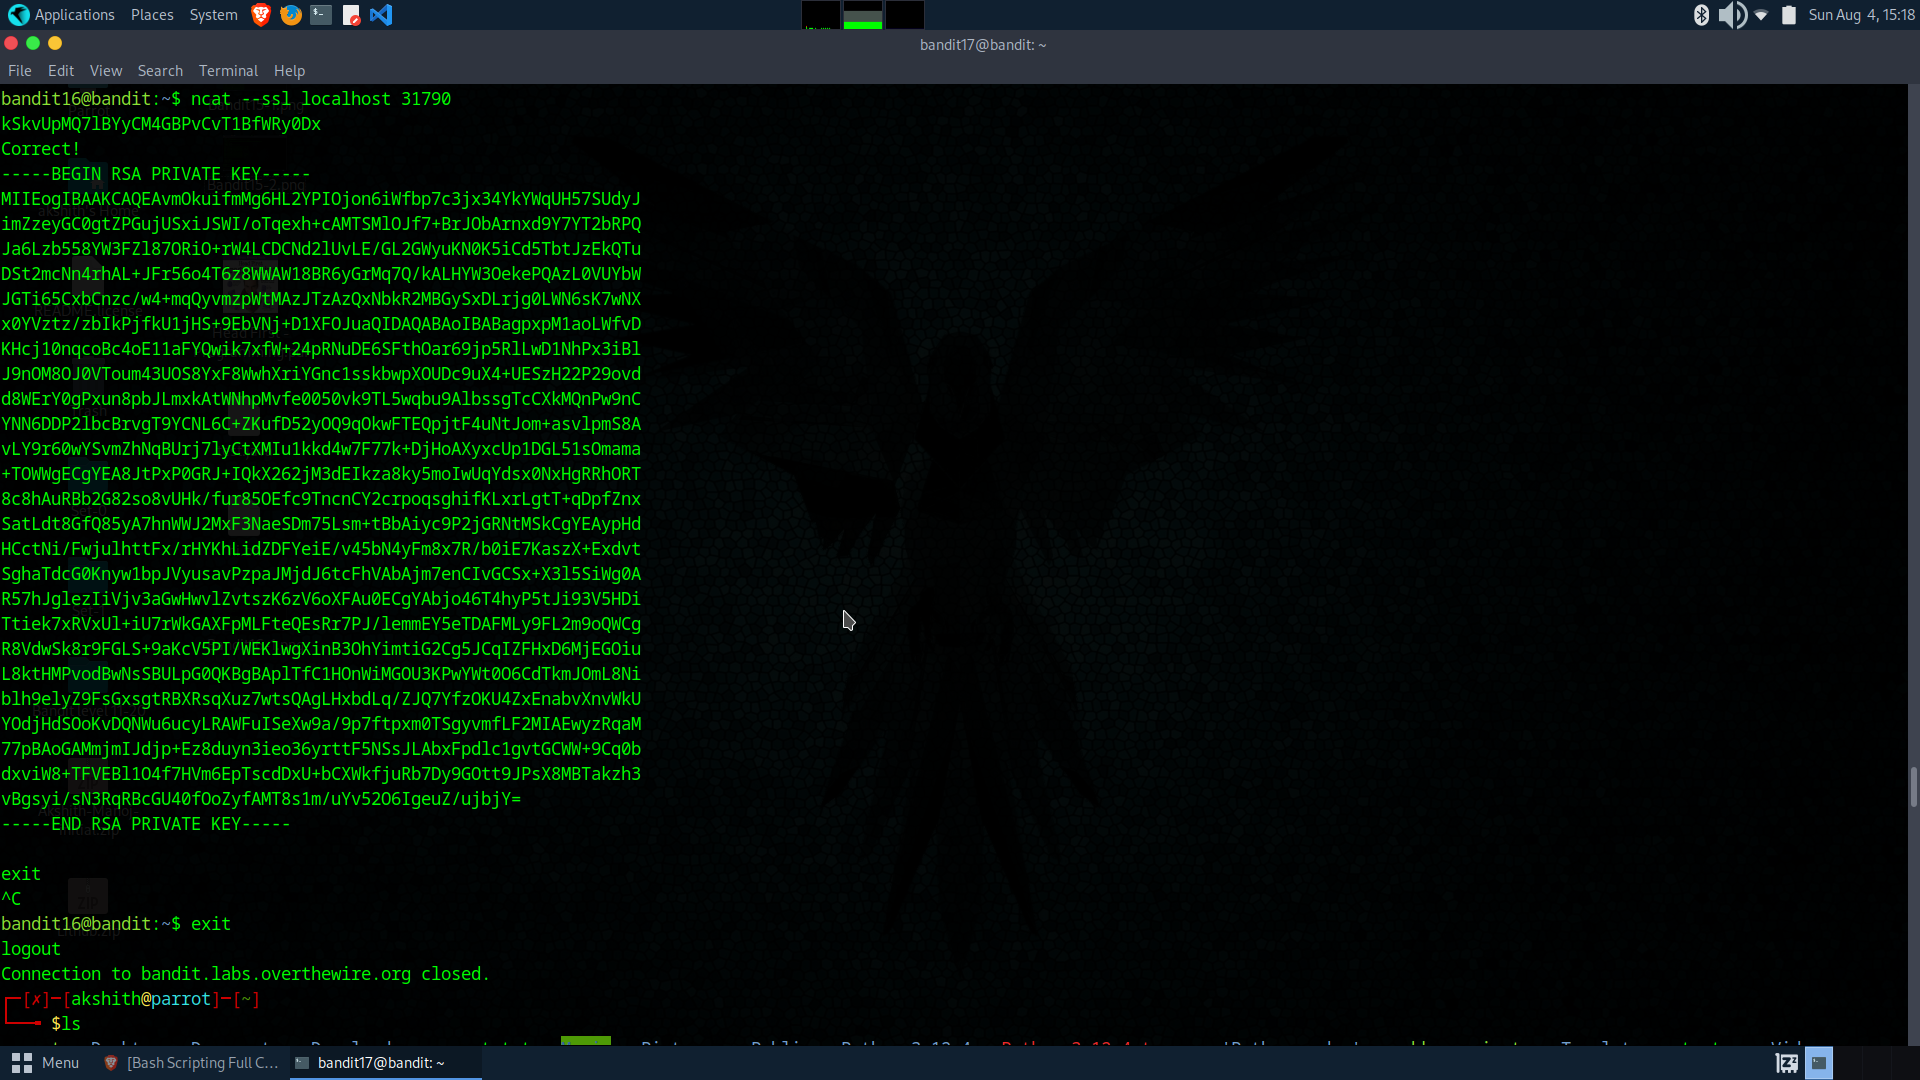 Applications Places System Sun Aug 4, 15:18
bandit17@bandit: ~
File Edit View Search Terminal Help
bandit16@bandit:~$ ncat --ssl localhost 31790
kSkvUpMQ7lBYyCM4GBPvCvT1BfWRy0Dx
Correct!
-----BEGIN RSA PRIVATE KEY-----
MIIEogIBAAKCAQEAvmOkuifmMg6HL2YPIOjon6iWfbp7c3jx34YkYWqUH57SUdyJ
imZzeyGC0gtZPGujUSxiJSWI/oTqexh+cAMTSMlOJf7+BrJObArnxd9Y7YT2bRPQ
Ja6Lzb558YW3FZl87ORiO+rW4LCDCNd2lUvLE/GL2GWyuKN0K5iCd5TbtJzEkQTu
DSt2mcNn4rhAL+JFr56o4T6z8WWAW18BR6yGrMq7Q/kALHYW3OekePQAzL0VUYbW
JGTi65CxbCnzc/w4+mqQyvmzpWtMAzJTzAzQxNbkR2MBGySxDLrjg0LWN6sK7wNX
x0YVztz/zbIkPjfkU1jHS+9EbVNj+D1XFOJuaQIDAQABAoIBABagpxpM1aoLWfvD
KHcj10nqcoBc4oE11aFYQwik7xfW+24pRNuDE6SFthOar69jp5RlLwD1NhPx3iBl
J9nOM8OJ0VToum43UOS8YxF8WwhXriYGnc1sskbwpXOUDc9uX4+UESzH22P29ovd
d8WErY0gPxun8pbJLmxkAtWNhpMvfe0050vk9TL5wqbu9AlbssgTcCXkMQnPw9nC
YNN6DDP2lbcBrvgT9YCNL6C+ZKufD52yOQ9qOkwFTEQpjtF4uNtJom+asvlpmS8A
vLY9r60wYSvmZhNqBUrj7lyCtXMIu1kkd4w7F77k+DjHoAXyxcUp1DGL51sOmama
+TOWWgECgYEA8JtPxP0GRJ+IQkX262jM3dEIkza8ky5moIwUqYdsx0NxHgRRhORT
8c8hAuRBb2G82so8vUHk/fur85OEfc9TncnCY2crpoqsghifKLxrLgtT+qDpfZnx
SatLdt8GfQ85yA7hnWWJ2MxF3NaeSDm75Lsm+tBbAiyc9P2jGRNtMSkCgYEAypHd
HCctNi/FwjulhttFx/rHYKhLidZDFYeiE/v45bN4yFm8x7R/b0iE7KaszX+Exdvt
SghaTdcG0Knyw1bpJVyusavPzpaJMjdJ6tcFhVAbAjm7enCIvGCSx+X3l5SiWg0A
R57hJglezIiVjv3aGwHwvlZvtszK6zV6oXFAu0ECgYAbjo46T4hyP5tJi93V5HDi
Ttiek7xRVxUl+iU7rWkGAXFpMLFteQEsRr7PJ/lemmEY5eTDAFMLy9FL2m9oQWCg
R8VdwSk8r9FGLS+9aKcV5PI/WEKlwgXinB3OhYimtiG2Cg5JCqIZFHxD6MjEGOiu
L8ktHMPvodBwNsSBULpG0QKBgBAplTfC1HOnWiMGOU3KPwYWt0O6CdTkmJOmL8Ni
blh9elyZ9FsGxsgtRBXRsqXuz7wtsQAgLHxbdLq/ZJQ7YfzOKU4ZxEnabvXnvWkU
YOdjHdSOoKvDQNWu6ucyLRAWFuISeXw9a/9p7ftpxm0TSgyvmfLF2MIAEwyzRqaM
77pBAoGAMmjmIJdjp+Ez8duyn3ieo36yrttF5NSsJLAbxFpdlc1gvtGCWW+9Cq0b
dxviW8+TFVEBl1O4f7HVm6EpTscdDxU+bCXWkfjuRb7Dy9GOtt9JPsX8MBTakzh3
vBgsyi/sN3RqRBcGU40fOoZyfAMT8s1m/uYv52O6IgeuZ/ujbjY=
-----END RSA PRIVATE KEY-----
exit
^C
bandit16@bandit:~$ exit
logout
Connection to bandit.labs.overthewire.org closed.
┌─[✗]─[akshith@parrot]─[~]
└──╼ $ls
Menu [Bash Scripting Full C... bandit17@bandit: ~